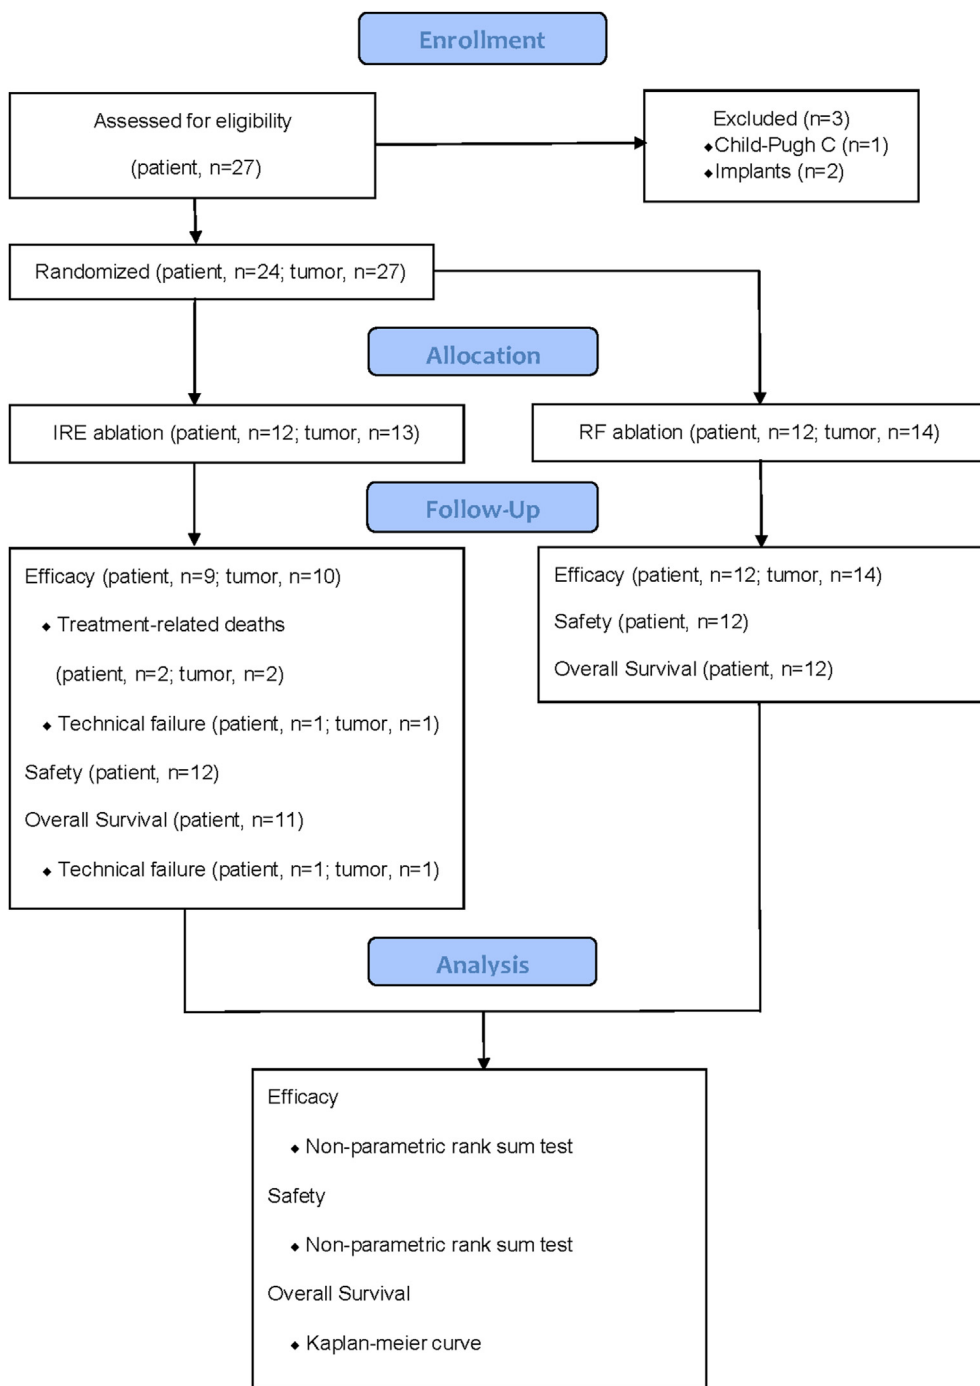 Enrollment
Assessed for eligibility
(patient, n=27)
Excluded (n=3)
◆Child-Pugh C (n=1)
◆Implants (n=2)
Randomized (patient, n=24; tumor, n=27)
Allocation
IRE ablation (patient, n=12; tumor, n=13)
RF ablation (patient, n=12; tumor, n=14)
Follow-Up
Efficacy (patient, n=9; tumor, n=10)
◆ Treatment-related deaths
(patient, n=2; tumor, n=2)
◆ Technical failure (patient, n=1; tumor, n=1)
Safety (patient, n=12)
Overall Survival (patient, n=11)
◆ Technical failure (patient, n=1; tumor, n=1)
Efficacy (patient, n=12; tumor, n=14)
Safety (patient, n=12)
Overall Survival (patient, n=12)
Analysis
Efficacy
◆ Non-parametric rank sum test
Safety
◆ Non-parametric rank sum test
Overall Survival
◆ Kaplan-meier curve